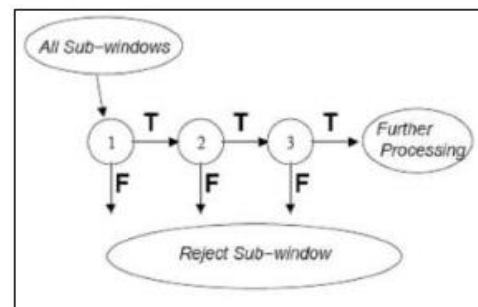 All Sub-windows
T T T
1 2 3
Further
Processing
F F F
Reject Sub-window